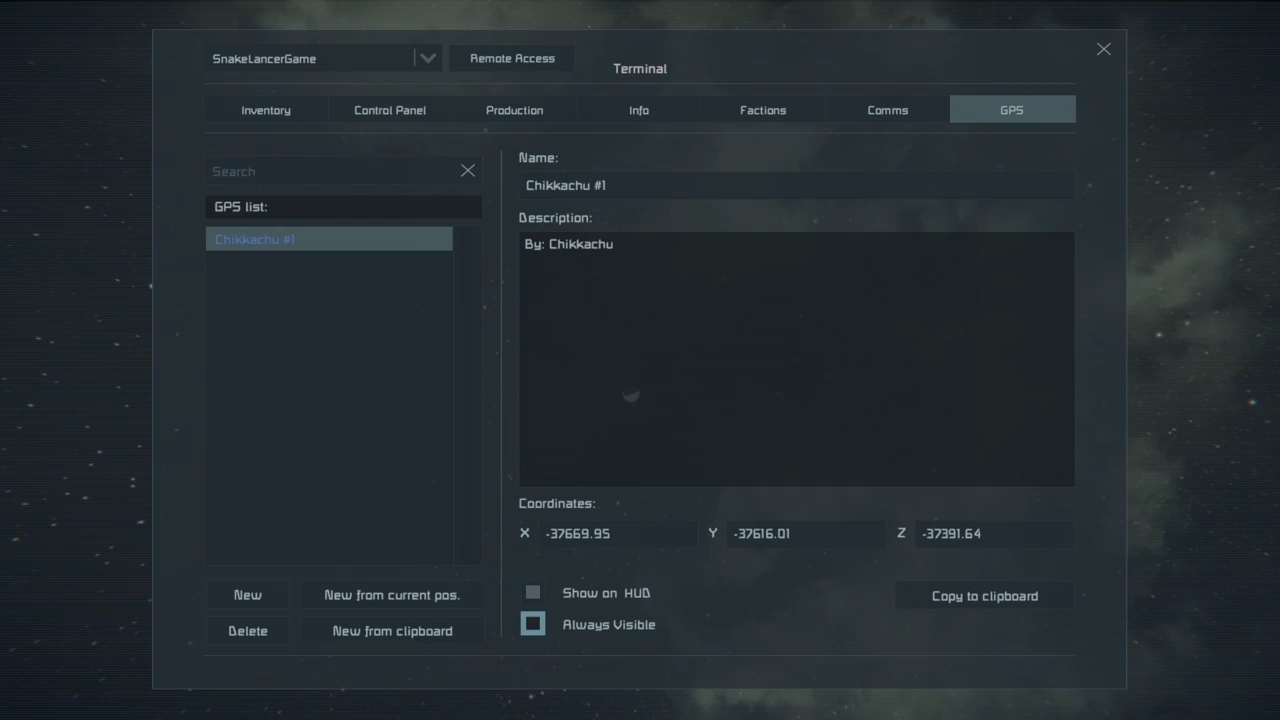 SnakeLancerGame
Remote Access
Terminal
Inventory
Control Panel
Production
Info
Factions
Comms
GPS
Search
GPS list:
Chikkachu #1
Name:
Chikkachu #1
Description:
By: Chikkachu
Coordinates:
X -37669.95 Y -37616.01 Z -37391.64
Show on HUD
Always Visible
Copy to clipboard
New
New from current pos.
Delete
New from clipboard